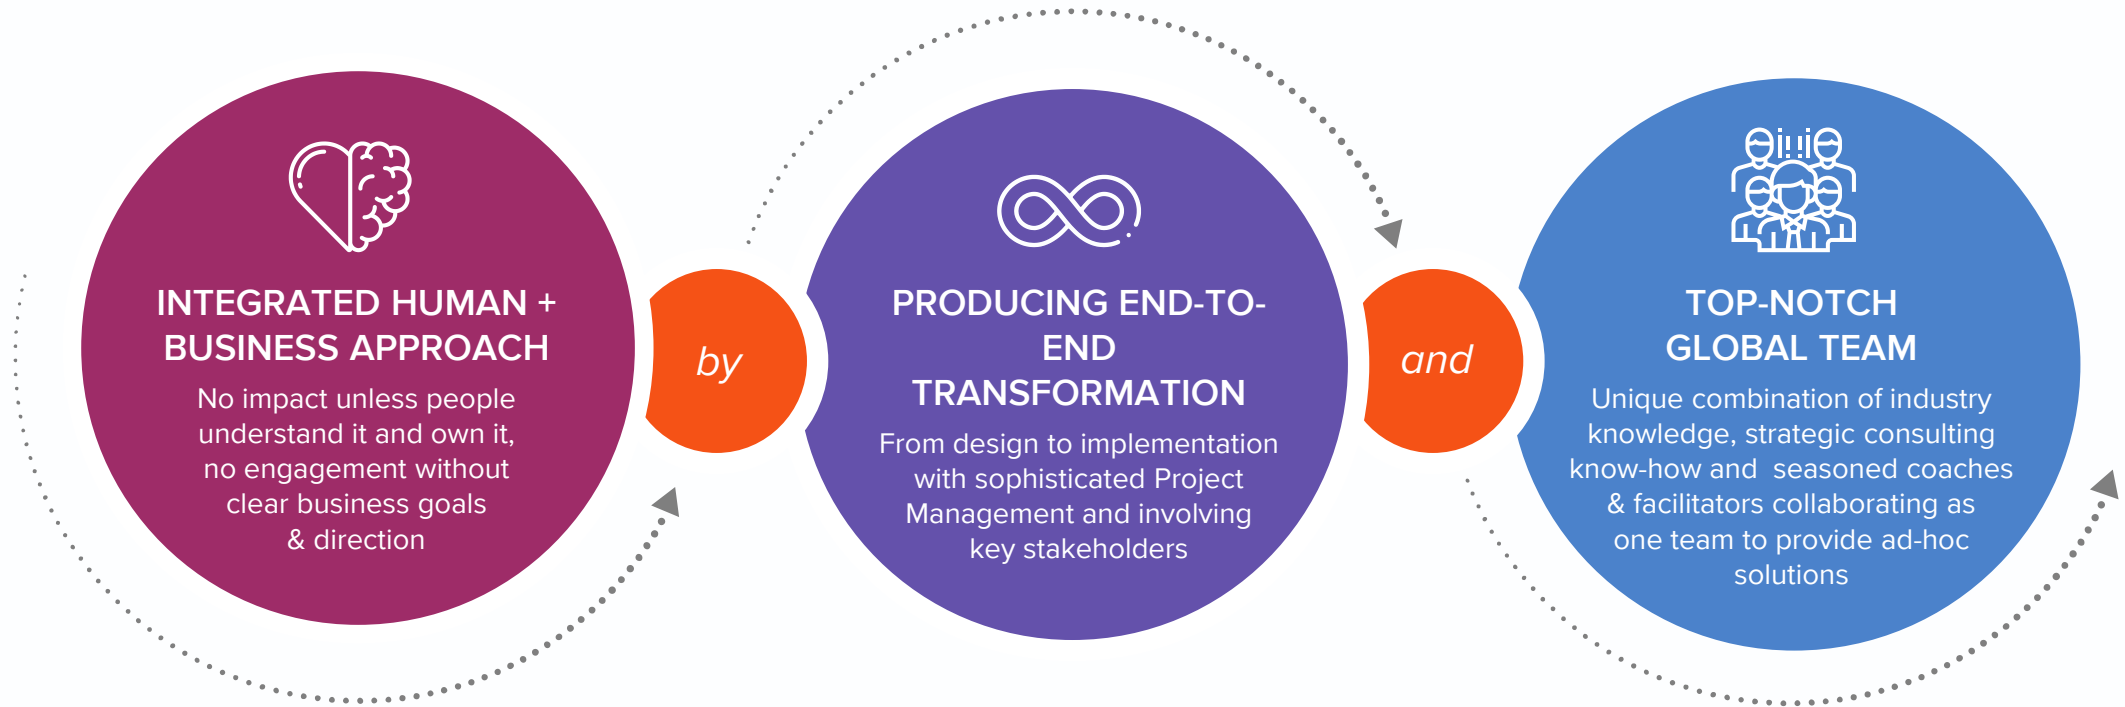 INTEGRATED HUMAN +
BUSINESS APPROACH
No impact unless people
understand it and own it,
no engagement without
clear business goals
& direction
by
PRODUCING END-TO-
END
TRANSFORMATION
From design to implementation
with sophisticated Project
Management and involving
key stakeholders
and
TOP-NOTCH
GLOBAL TEAM
Unique combination of industry
knowledge, strategic consulting
know-how and  seasoned coaches
& facilitators collaborating as
one team to provide ad-hoc
solutions